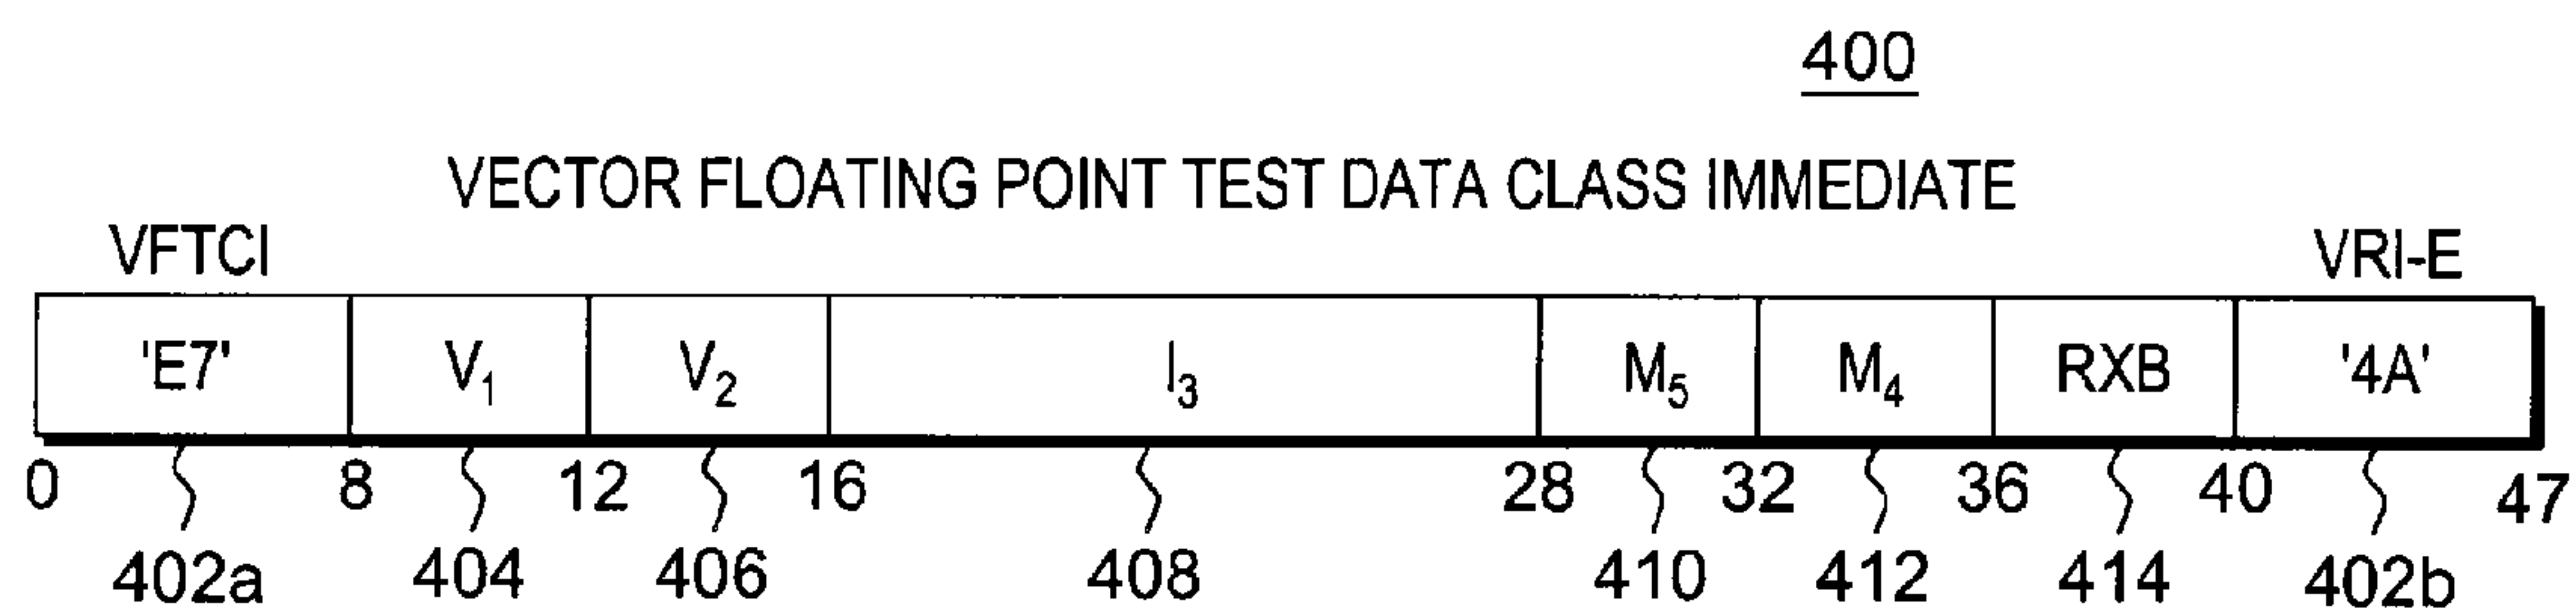 400
VECTOR FLOATING POINT TEST DATA CLASS IMMEDIATE
VFTCI VRI-E
'E7' V₁ V₂ I₃ M₅ M₄ RXB '4A'
0 8 12 16 28 32 36 40 47
402a 404 406 408 410 412 414 402b